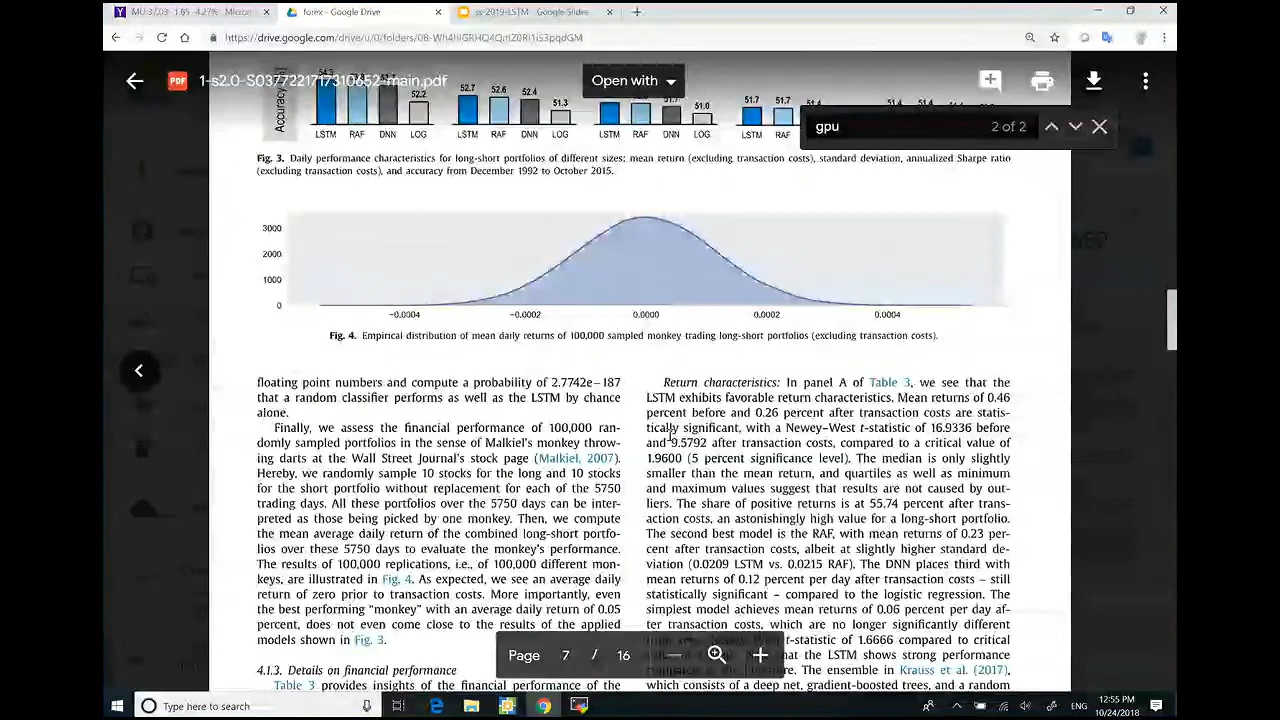 MU 37.03 -1.65 -4.27% Micron
forex - Google Drive
ss-2019-LSTM - Google Slides
1-s2.0-S0377221717310652-main.pdf
Open with
gpu
2 of 2
Accuracy
54.3
52.2
52.7 52.6 52.4 51.3
51.0
51.7 51.7
LSTM RAF DNN LOG
LSTM RAF DNN LOG
LSTM RAF DNN LOG
LSTM RAF
Fig. 3. Daily performance characteristics for long-short portfolios of different sizes: mean return (excluding transaction costs), standard deviation, annualized Sharpe ratio
(excluding transaction costs), and accuracy from December 1992 to October 2015.
3000
2000
1000
0
−0.0004 −0.0002 0.0000 0.0002 0.0004
Fig. 4. Empirical distribution of mean daily returns of 100,000 sampled monkey trading long-short portfolios (excluding transaction costs).
floating point numbers and compute a probability of 2.7742e−187
that a random classifier performs as well as the LSTM by chance
alone.
Finally, we assess the financial performance of 100,000 ran-
domly sampled portfolios in the sense of Malkiel's monkey throw-
ing darts at the Wall Street Journal's stock page (Malkiel, 2007).
Hereby, we randomly sample 10 stocks for the long and 10 stocks
for the short portfolio without replacement for each of the 5750
trading days. All these portfolios over the 5750 days can be inter-
preted as those being picked by one monkey. Then, we compute
the mean average daily return of the combined long-short portfo-
lios over these 5750 days to evaluate the monkey's performance.
The results of 100,000 replications, i.e., of 100,000 different mon-
keys, are illustrated in Fig. 4. As expected, we see an average daily
return of zero prior to transaction costs. More importantly, even
the best performing "monkey" with an average daily return of 0.05
percent, does not even come close to the results of the applied
models shown in Fig. 3.
4.1.3. Details on financial performance
Table 3 provides insights of the financial performance of the
Return characteristics: In panel A of Table 3, we see that the
LSTM exhibits favorable return characteristics. Mean returns of 0.46
percent before and 0.26 percent after transaction costs are statis-
tically significant, with a Newey–West t-statistic of 16.9336 before
and 9.5792 after transaction costs, compared to a critical value of
1.9600 (5 percent significance level). The median is only slightly
smaller than the mean return, and quartiles as well as minimum
and maximum values suggest that results are not caused by out-
liers. The share of positive returns is at 55.74 percent after trans-
action costs, an astonishingly high value for a long-short portfolio.
The second best model is the RAF, with mean returns of 0.23 per-
cent after transaction costs, albeit at slightly higher standard de-
viation (0.0209 LSTM vs. 0.0215 RAF). The DNN places third with
mean returns of 0.12 percent per day after transaction costs – still
statistically significant – compared to the logistic regression. The
simplest model achieves mean returns of 0.06 percent per day af-
ter transaction costs, which are no longer significantly different
t-statistic of 1.6666 compared to critical
that the LSTM shows strong performance
The ensemble in Krauss et al. (2017),
which consists of a deep net, gradient-boosted trees, and a random
Page 7 / 16
Type here to search
ENG
12:55 PM
10/24/2018